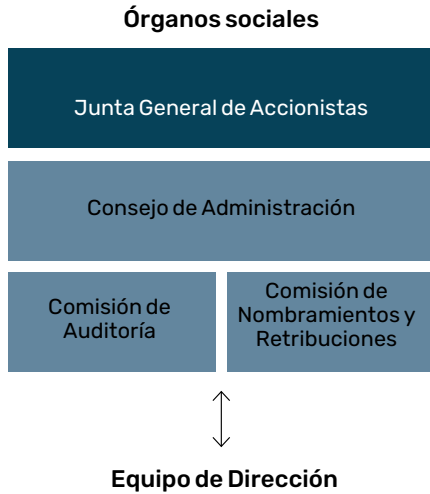 Órganos sociales
Junta General de Accionistas
Consejo de Administración
Comisión de
Auditoría
Comisión de
Nombramientos y
Retribuciones
Equipo de Dirección